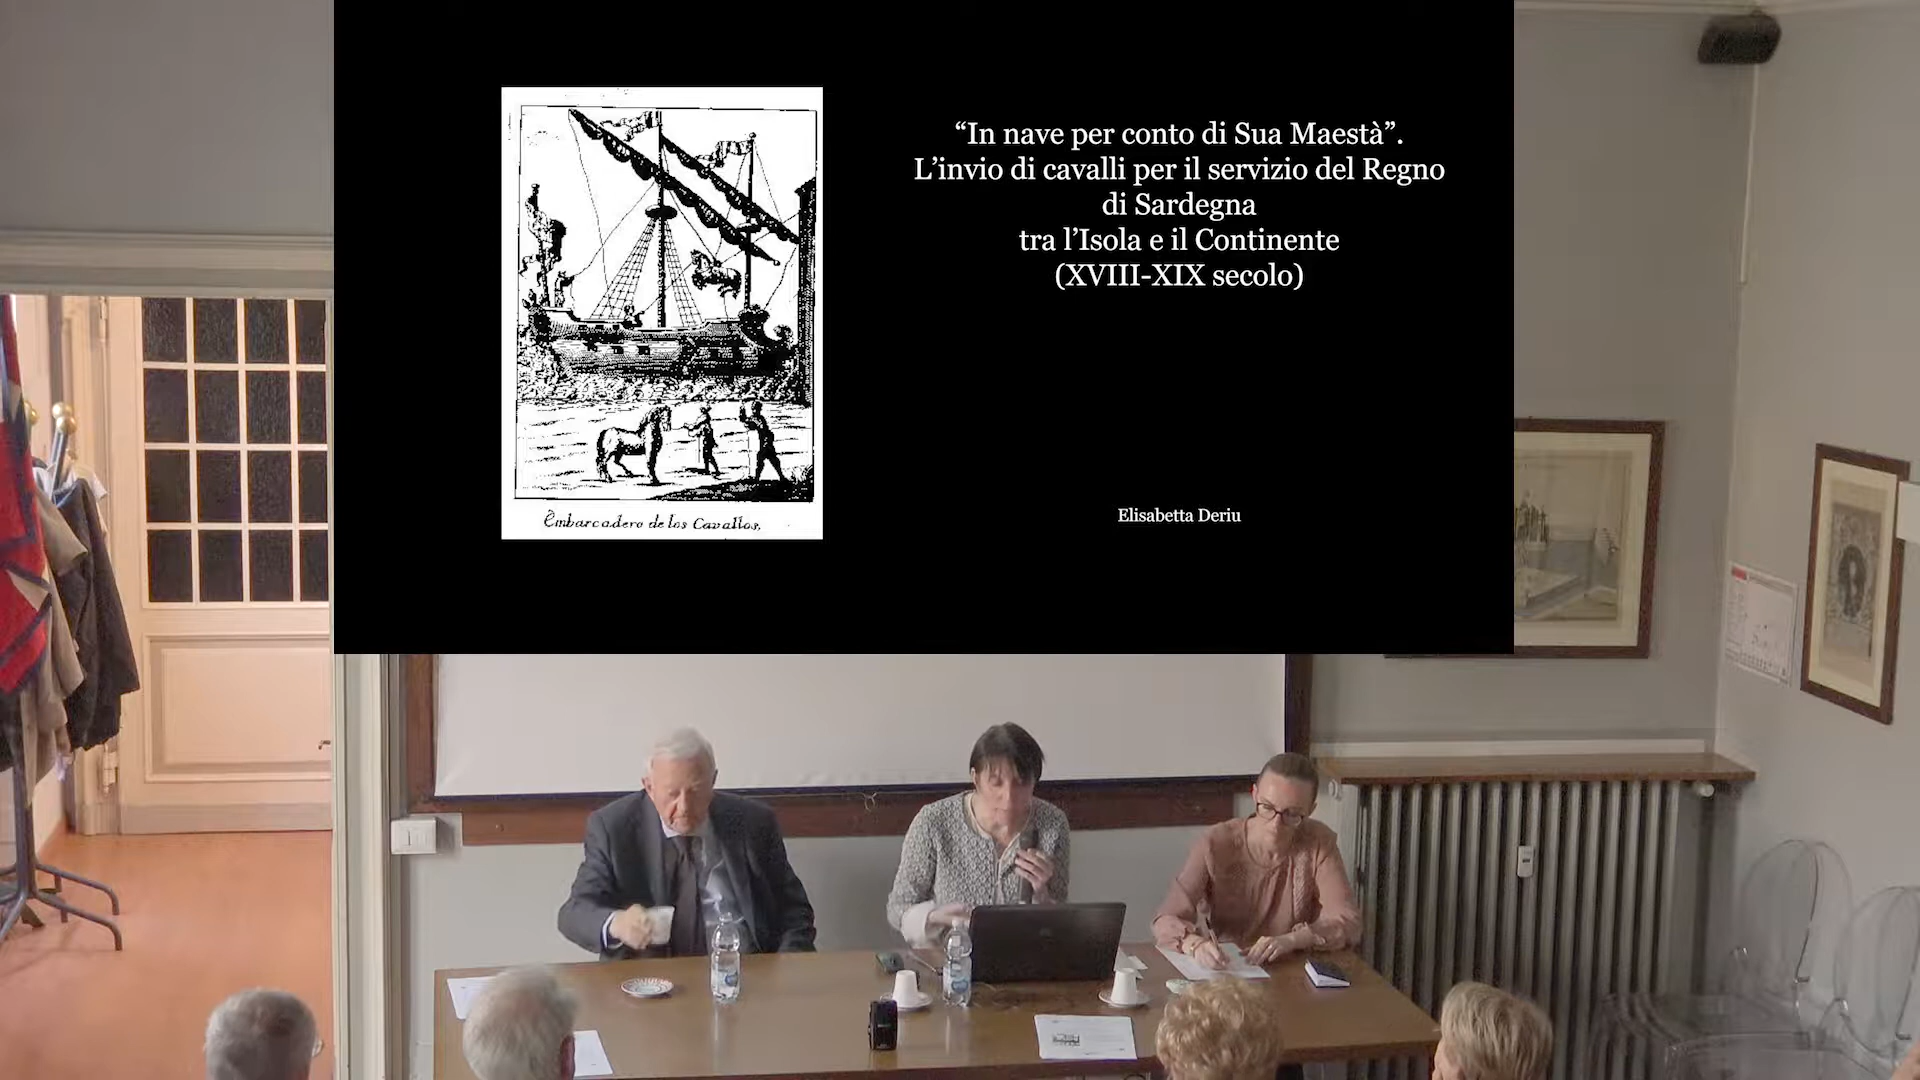 “In nave per conto di Sua Maestà”.
L’invio di cavalli per il servizio del Regno
di Sardegna
tra l’Isola e il Continente
(XVIII-XIX secolo)
Elisabetta Deriu
Embarcadero de los Cavallos,